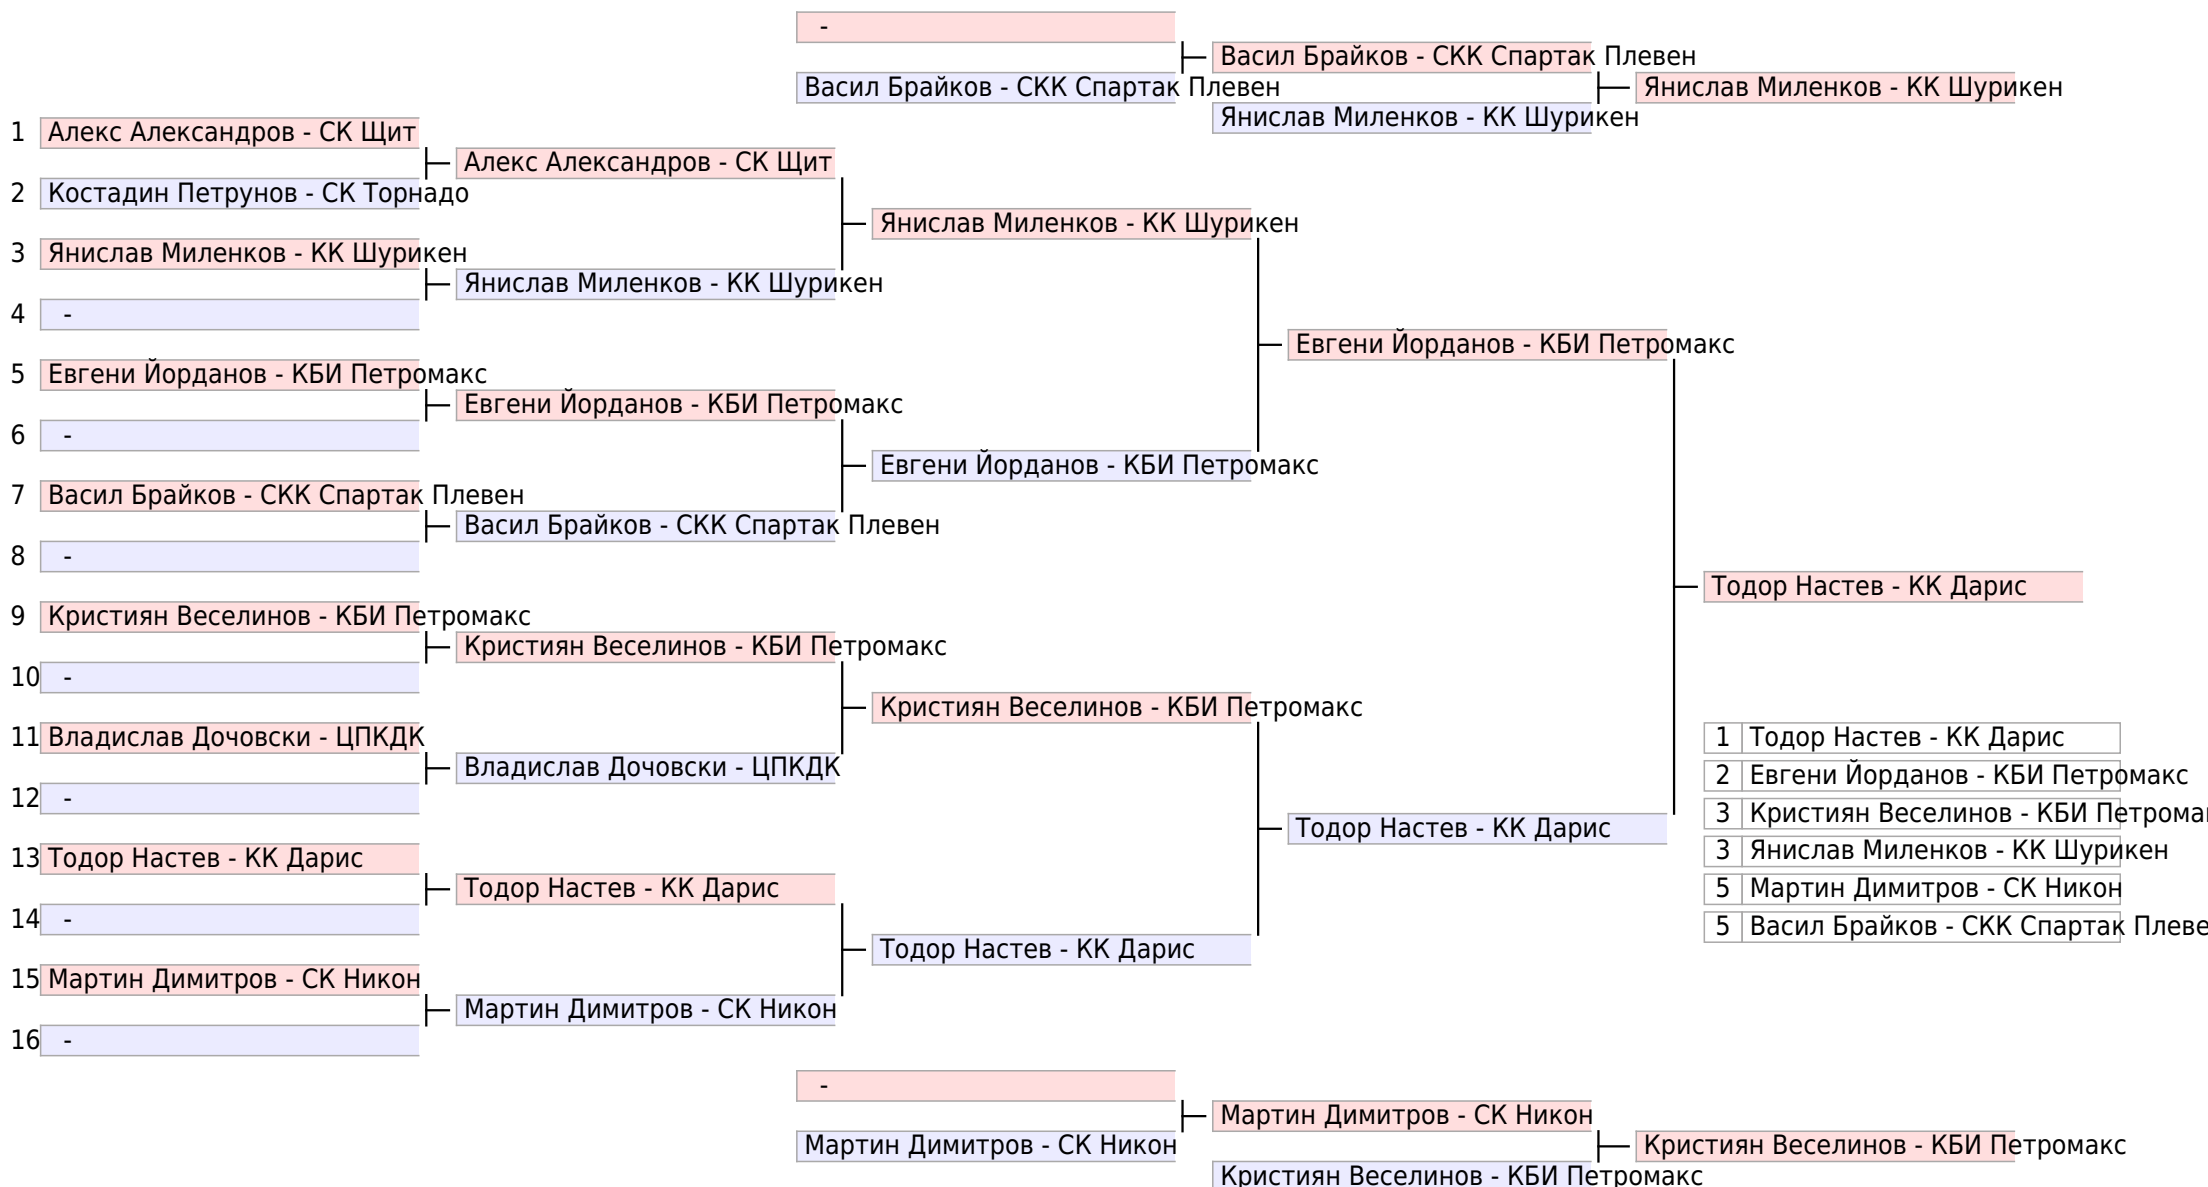 -
Васил Брайков - СКК Спартак Плевен
Васил Брайков - СКК Спартак Плевен
Янислав Миленков - КК Шурикен
Янислав Миленков - КК Шурикен
1 Алекс Александров - СК Щит
Алекс Александров - СК Щит
2 Костадин Петрунов - СК Торнадо
Янислав Миленков - КК Шурикен
3 Янислав Миленков - КК Шурикен
Янислав Миленков - КК Шурикен
4 -
Евгени Йорданов - КБИ Петромакс
5 Евгени Йорданов - КБИ Петромакс
Евгени Йорданов - КБИ Петромакс
6 -
Евгени Йорданов - КБИ Петромакс
7 Васил Брайков - СКК Спартак Плевен
Васил Брайков - СКК Спартак Плевен
8 -
Тодор Настев - КК Дарис
9 Кристиян Веселинов - КБИ Петромакс
Кристиян Веселинов - КБИ Петромакс
10 -
Кристиян Веселинов - КБИ Петромакс
11 Владислав Дочовски - ЦПКДК
Владислав Дочовски - ЦПКДК
12 -
Тодор Настев - КК Дарис
13 Тодор Настев - КК Дарис
Тодор Настев - КК Дарис
14 -
Тодор Настев - КК Дарис
15 Мартин Димитров - СК Никон
Мартин Димитров - СК Никон
16 -
1 Тодор Настев - КК Дарис
2 Евгени Йорданов - КБИ Петромакс
3 Кристиян Веселинов - КБИ
3 Янислав Миленков - КК Шурикен
5 Мартин Димитров - СК Никон
5 Васил Брайков - СКК Спартак
-
Мартин Димитров - СК Никон
Мартин Димитров - СК Никон
Кристиян Веселинов - КБИ Петромакс
Кристиян Веселинов - КБИ Петромакс